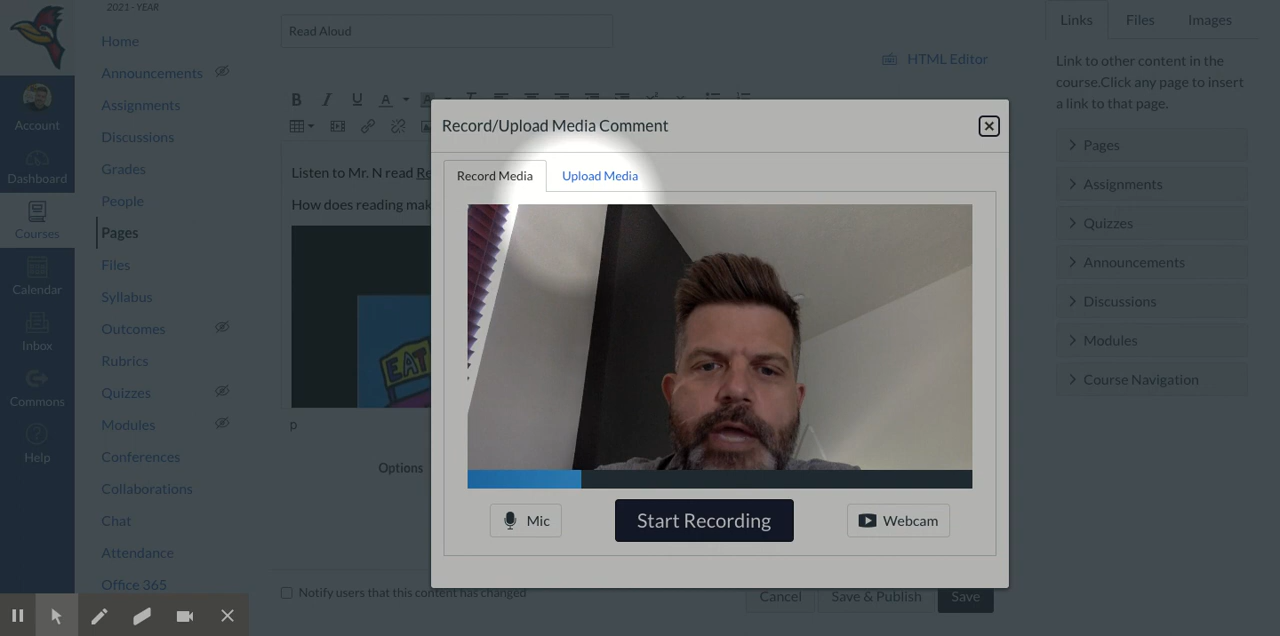 2021 - YEAR
Home
Announcements
Assignments
Discussions
Grades
People
Pages
Files
Syllabus
Outcomes
Rubrics
Quizzes
Modules
Conferences
Collaborations
Chat
Attendance
Office 365
Account
Dashboard
Courses
Calendar
Inbox
Commons
Help
Read Aloud
HTML Editor
B I U A A
Listen to Mr. N read
How does reading
EAT
p
Options
Notify users that this content has changed
Cancel Save & Publish Save
Record/Upload Media Comment
Record Media Upload Media
Mic Start Recording Webcam
Links Files Images
Link to other content in the
course.Click any page to insert
a link to that page.
Pages
Assignments
Quizzes
Announcements
Discussions
Modules
Course Navigation